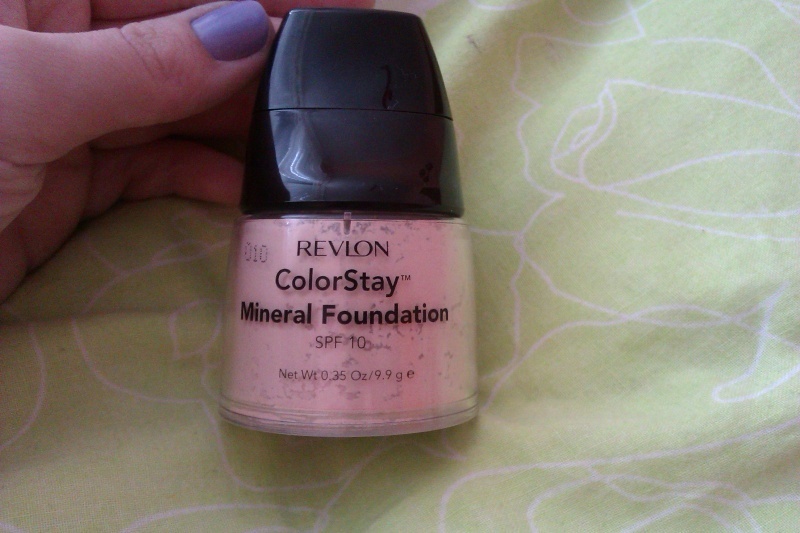 010
REVLON
ColorStay™
Mineral Foundation
SPF 10
Net Wt 0.35 Oz/9.9 g e